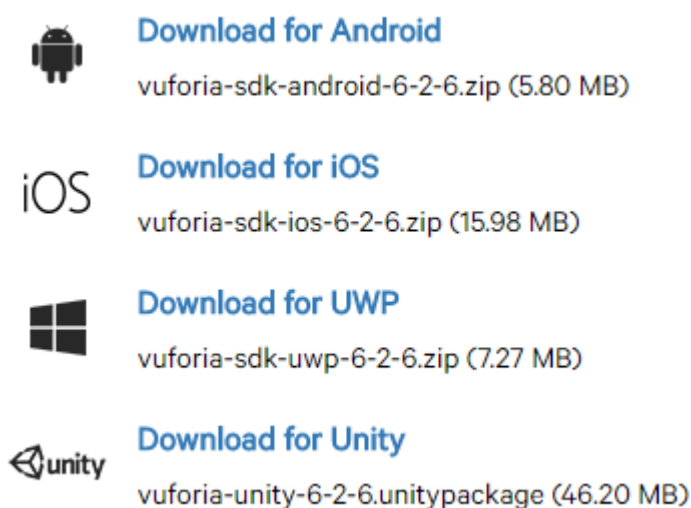 Download for Android
vuforia-sdk-android-6-2-6.zip (5.80 MB)
iOS
Download for iOS
vuforia-sdk-ios-6-2-6.zip (15.98 MB)
Download for UWP
vuforia-sdk-uwp-6-2-6.zip (7.27 MB)
unity
Download for Unity
vuforia-unity-6-2-6.unitypackage (46.20 MB)